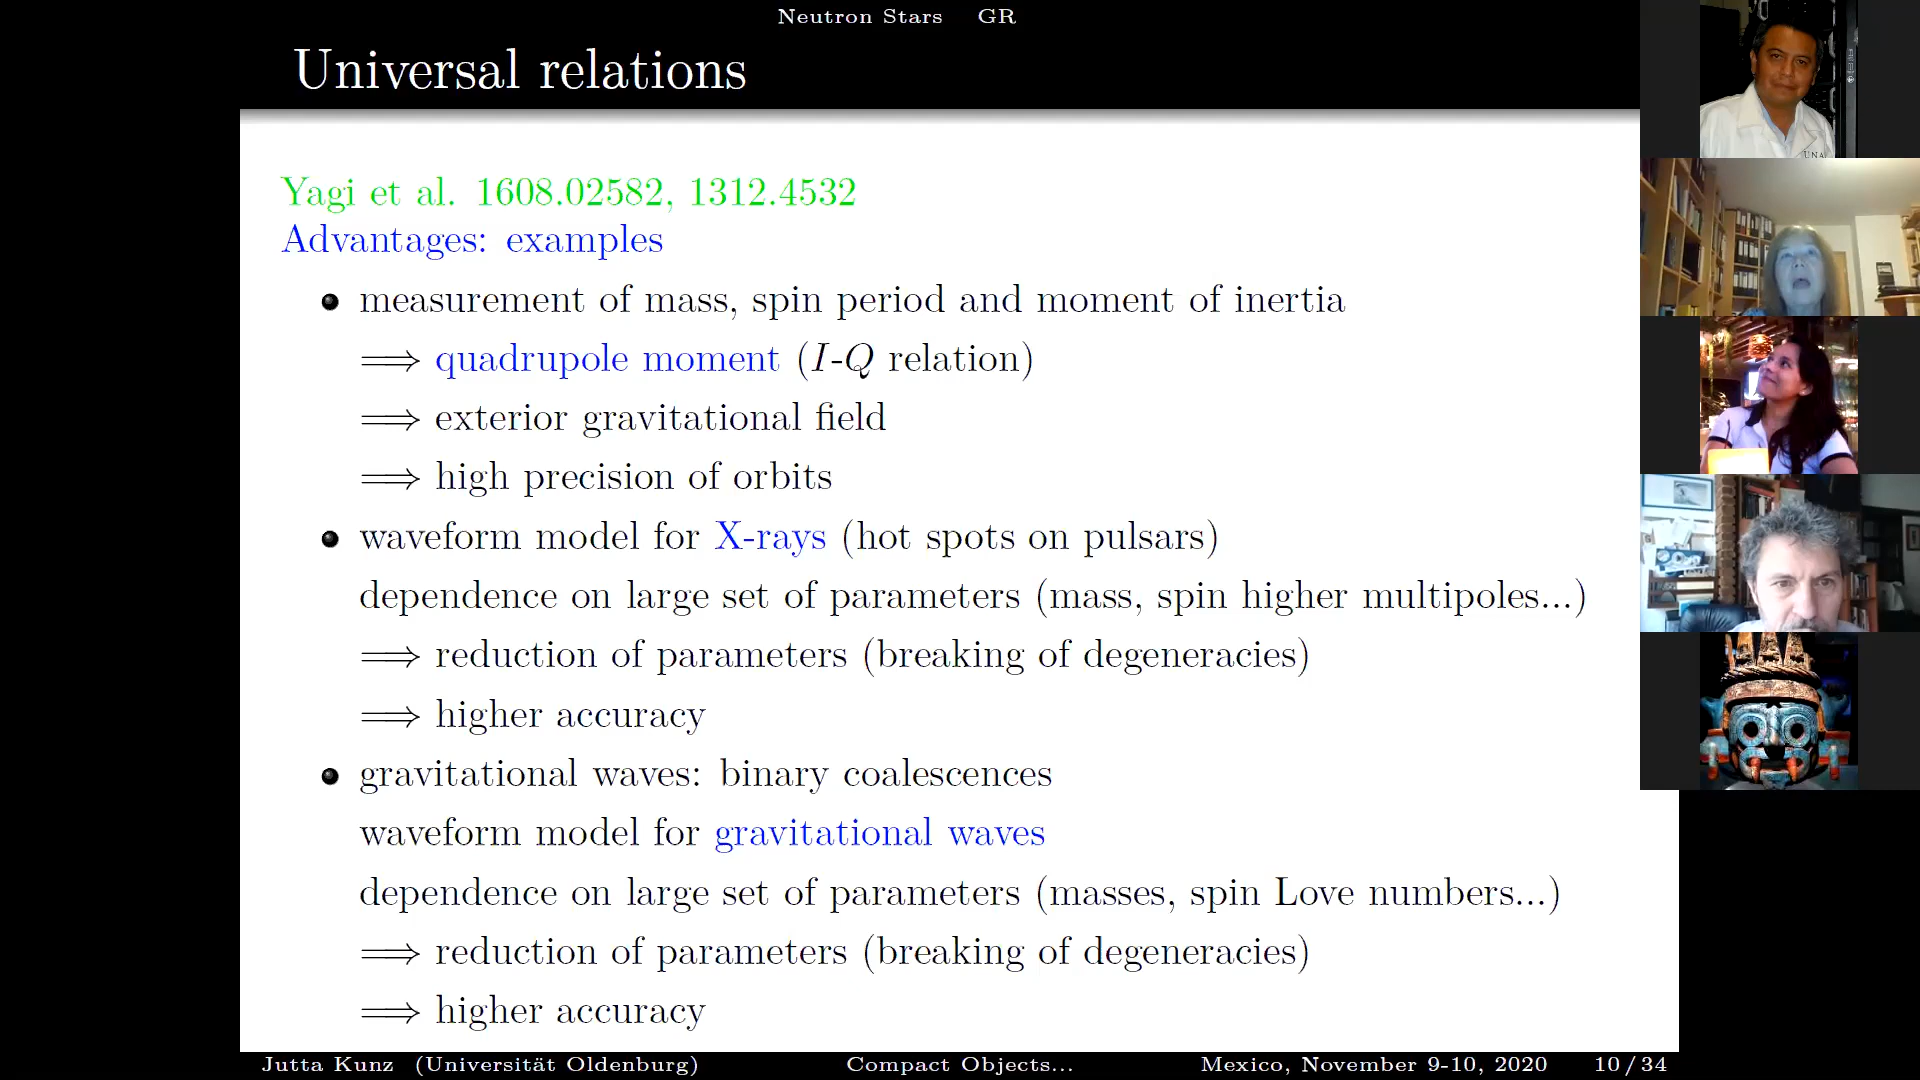 Neutron Stars GR
Universal relations
Yagi et al. 1608.02582, 1312.4532
Advantages: examples
measurement of mass, spin period and moment of inertia
⟹ quadrupole moment (I-Q relation)
⟹ exterior gravitational field
⟹ high precision of orbits
waveform model for X-rays (hot spots on pulsars)
dependence on large set of parameters (mass, spin higher multipoles...)
⟹ reduction of parameters (breaking of degeneracies)
⟹ higher accuracy
gravitational waves: binary coalescences
waveform model for gravitational waves
dependence on large set of parameters (masses, spin Love numbers...)
⟹ reduction of parameters (breaking of degeneracies)
⟹ higher accuracy
Jutta Kunz (Universität Oldenburg) Compact Objects... Mexico, November 9-10, 2020 10 / 34
UNA